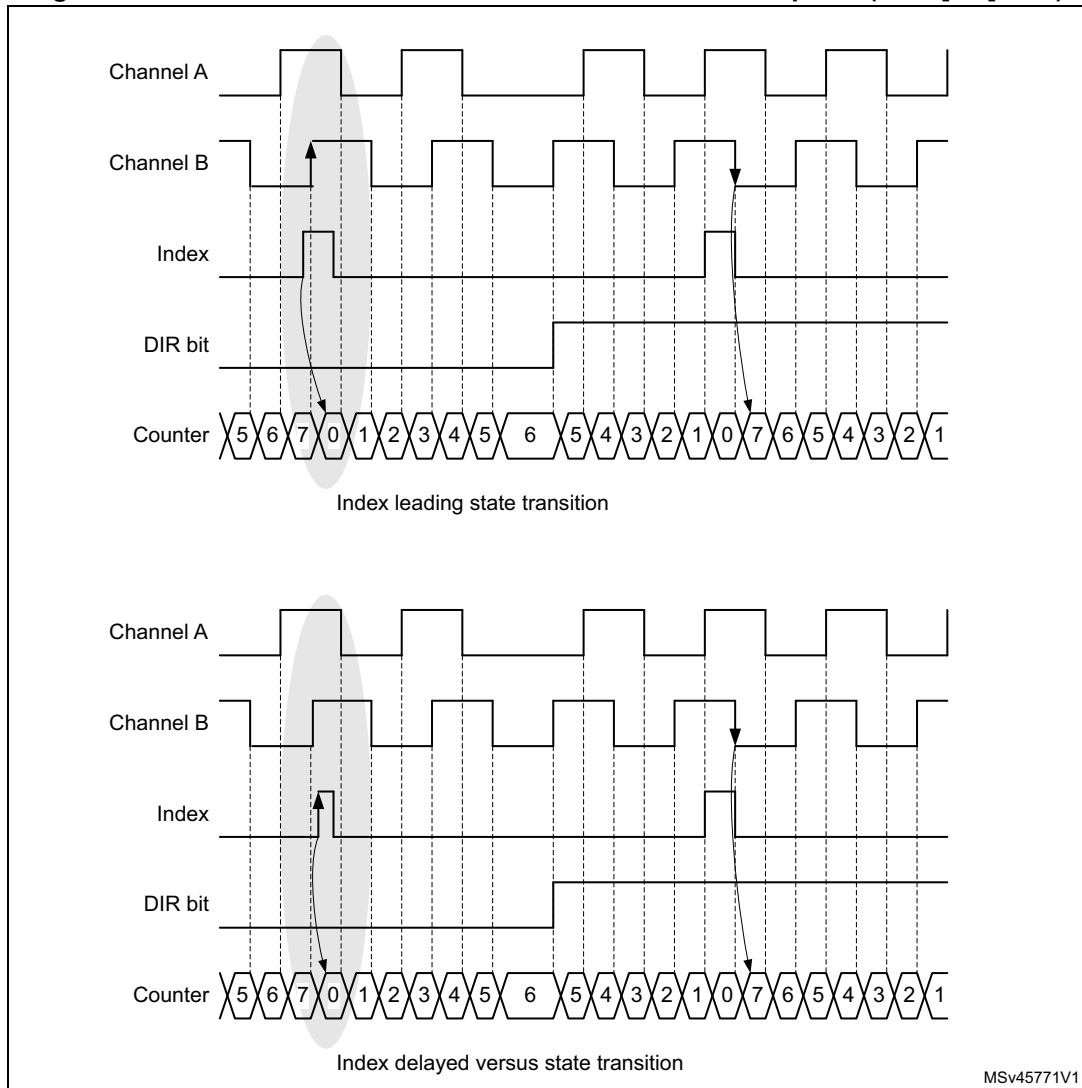 Channel A
Channel B
Index
DIR bit
Counter 5 6 7 0 1 2 3 4 5 6 5 4 3 2 1 0 7 6 5 4 3 2 1
Index leading state transition
Channel A
Channel B
Index
DIR bit
Counter 5 6 7 0 1 2 3 4 5 6 5 4 3 2 1 0 7 6 5 4 3 2 1
Index delayed versus state transition
MSv45771V1